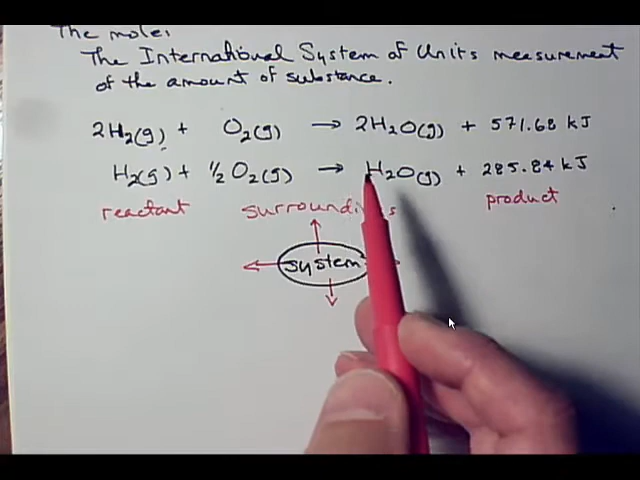 The mole:
The International System of Units measurement
of the amount of substance.
2H₂(g) + O₂(g) → 2H₂O(g) + 571.68 kJ
H₂(g) + ½O₂(g) → H₂O(g) + 285.84 kJ
reactant product
system